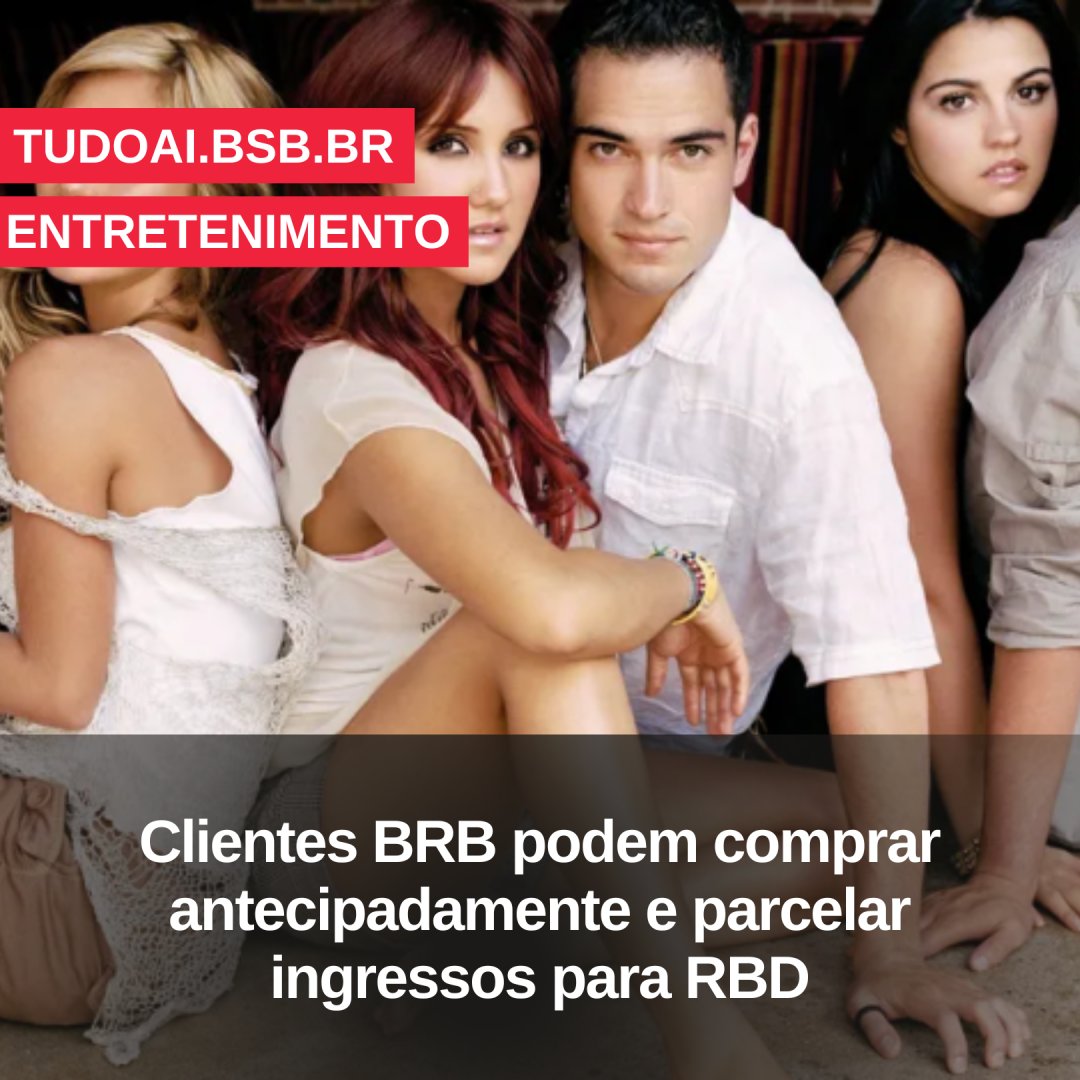 TUDOAI.BSB.BR
ENTRETENIMENTO
Clientes BRB podem comprar
antecipadamente e parcelar
ingressos para RBD